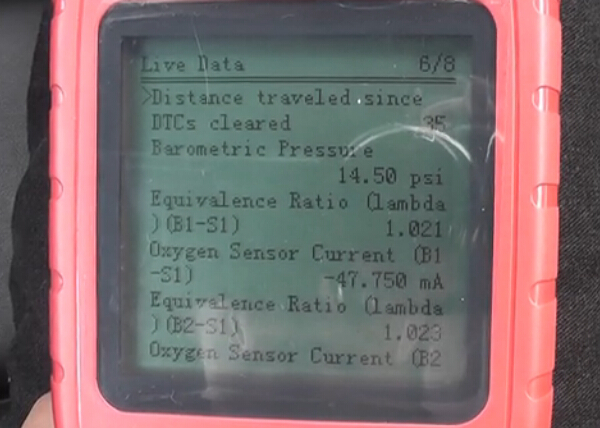 Live Data 6/8
>Distance traveled since
DTCs cleared 35
Barometric Pressure
14.50 psi
Equivalence Ratio (lambda
)(B1-S1) 1.021
Oxygen Sensor Current (B1
-S1) -47.750 mA
Equivalence Ratio (lambda
)(B2-S1) 1.023
Oxygen Sensor Current (B2